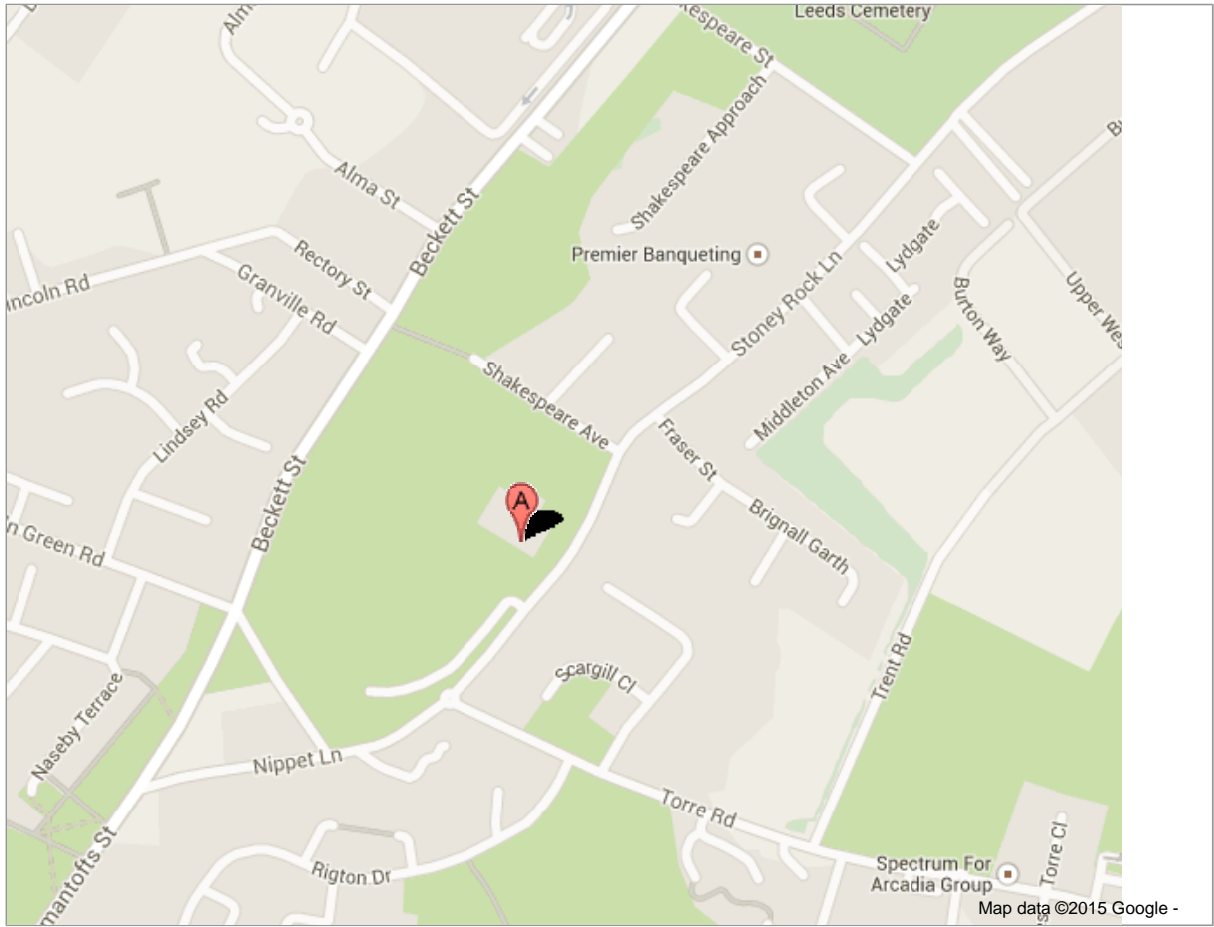 Leeds Cemetery
espeare St
Alm
Shakespeare Approach
Alma St
Beckett St
Premier Banqueting
Lydgate
Rectory St
Granville Rd
incoln Rd
Stoney Rock Ln
Burton Way
Upper Wes
Lydgate
Middleton Ave
Shakespeare Ave
Lindsey Rd
Fraser St
Beckett St
A
Brignall Garth
n Green Rd
Scargill Cl
Trent Rd
Naseby Terrace
Nippet Ln
Torre Rd
Torre Cl
Rigton Dr
Spectrum For
Arcadia Group
mantofts St
Map data ©2015 Google -